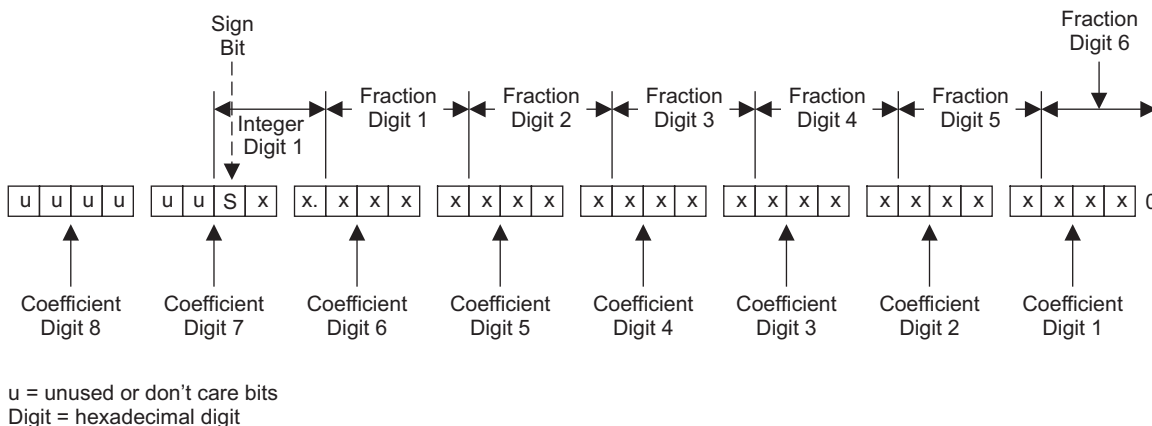 Sign
Bit
Fraction
Digit 6
Integer
Digit 1
Fraction
Digit 1
Fraction
Digit 2
Fraction
Digit 3
Fraction
Digit 4
Fraction
Digit 5
u u u u u u S x x. x x x x x x x x x x x x x x x x x x x x x x x 0
Coefficient
Digit 8
Coefficient
Digit 7
Coefficient
Digit 6
Coefficient
Digit 5
Coefficient
Digit 4
Coefficient
Digit 3
Coefficient
Digit 2
Coefficient
Digit 1
u = unused or don't care bits
Digit = hexadecimal digit